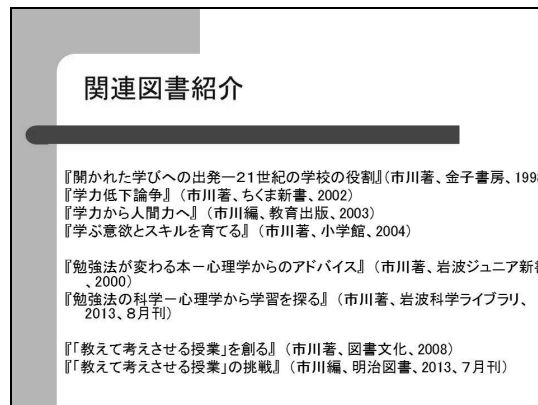 関連図書紹介
『開かれた学びへの出発－21世紀の学校の役割』(市川著、金子書房、199
『学力低下論争』（市川著、ちくま新書、2002）
『学力から人間力へ』（市川編、教育出版、2003）
『学ぶ意欲とスキルを育てる』（市川著、小学館、2004）
『勉強法が変わる本－心理学からのアドバイス』（市川著、岩波ジュニア新
、2000）
『勉強法の科学－心理学から学習を探る』（市川著、岩波科学ライブラリ、
2013、８月刊）
『「教えて考えさせる授業」を創る』（市川著、図書文化、2008）
『「教えて考えさせる授業」の挑戦』（市川編、明治図書、2013、７月刊）